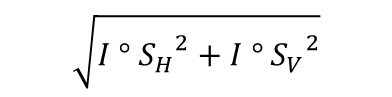 √(I ° S_H² + I ° S_V²)